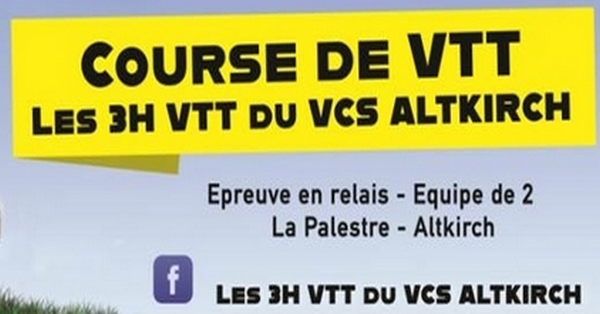 COURSE DE VTT
LES 3H VTT DU VCS ALTKIRCH
Epreuve en relais - Equipe de 2
La Palestre - Altkirch
f LES 3H VTT DU VCS ALTKIRCH